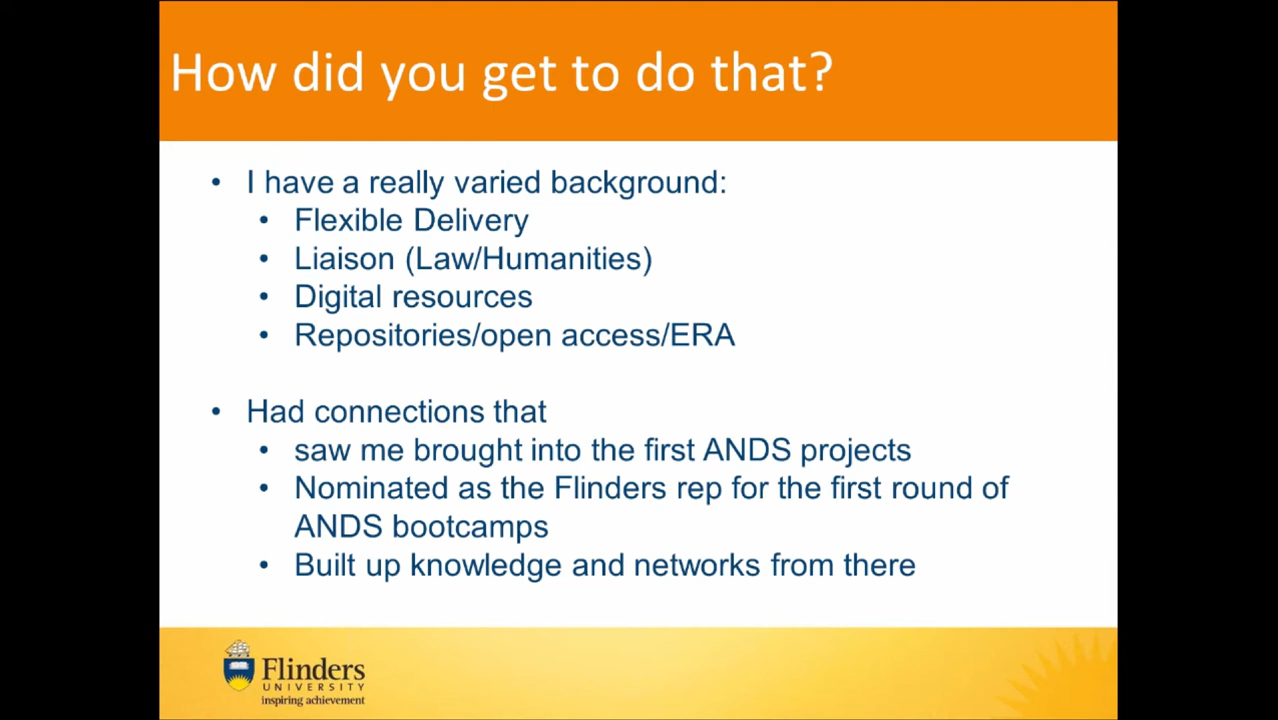 How did you get to do that?
• I have a really varied background:
• Flexible Delivery
• Liaison (Law/Humanities)
• Digital resources
• Repositories/open access/ERA
• Had connections that
• saw me brought into the first ANDS projects
• Nominated as the Flinders rep for the first round of
ANDS bootcamps
• Built up knowledge and networks from there
Flinders
UNIVERSITY
inspiring achievement